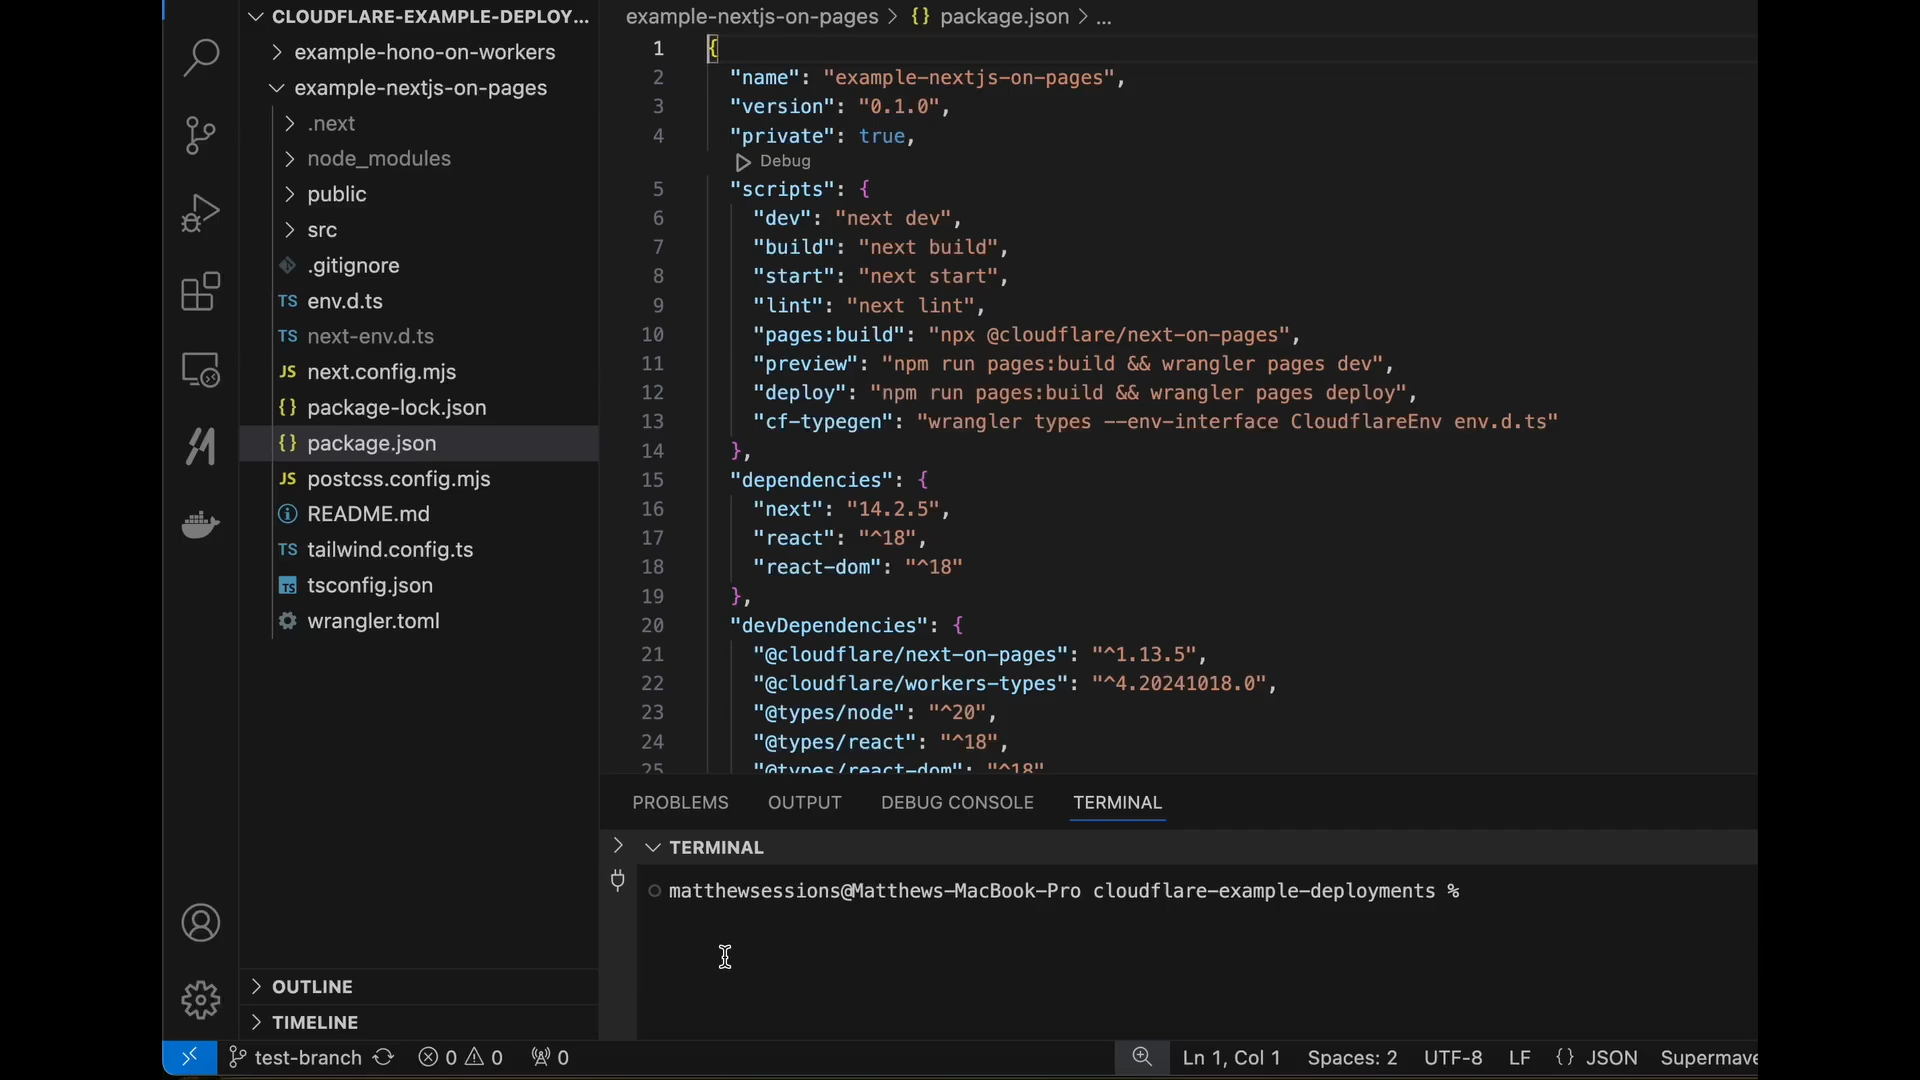 CLOUDFLARE-EXAMPLE-DEPLOY...
example-hono-on-workers
example-nextjs-on-pages
.next
node_modules
public
src
.gitignore
TS env.d.ts
TS next-env.d.ts
JS next.config.mjs
{} package-lock.json
{} package.json
JS postcss.config.mjs
README.md
TS tailwind.config.ts
TS tsconfig.json
wrangler.toml
OUTLINE
TIMELINE
example-nextjs-on-pages > {} package.json > ...
1 {
2 "name": "example-nextjs-on-pages",
3 "version": "0.1.0",
4 "private": true,
Debug
5 "scripts": {
6 "dev": "next dev",
7 "build": "next build",
8 "start": "next start",
9 "lint": "next lint",
10 "pages:build": "npx @cloudflare/next-on-pages",
11 "preview": "npm run pages:build && wrangler pages dev",
12 "deploy": "npm run pages:build && wrangler pages deploy",
13 "cf-typegen": "wrangler types --env-interface CloudflareEnv env.d.ts"
14 },
15 "dependencies": {
16 "next": "14.2.5",
17 "react": "^18",
18 "react-dom": "^18"
19 },
20 "devDependencies": {
21 "@cloudflare/next-on-pages": "^1.13.5",
22 "@cloudflare/workers-types": "^4.20241018.0",
23 "@types/node": "^20",
24 "@types/react": "^18",
25 "@types/react-dom": "^18"
PROBLEMS OUTPUT DEBUG CONSOLE TERMINAL
TERMINAL
matthewsessions@Matthews-MacBook-Pro cloudflare-example-deployments %
test-branch 0 0 0 Ln 1, Col 1 Spaces: 2 UTF-8 LF {} JSON Supermave